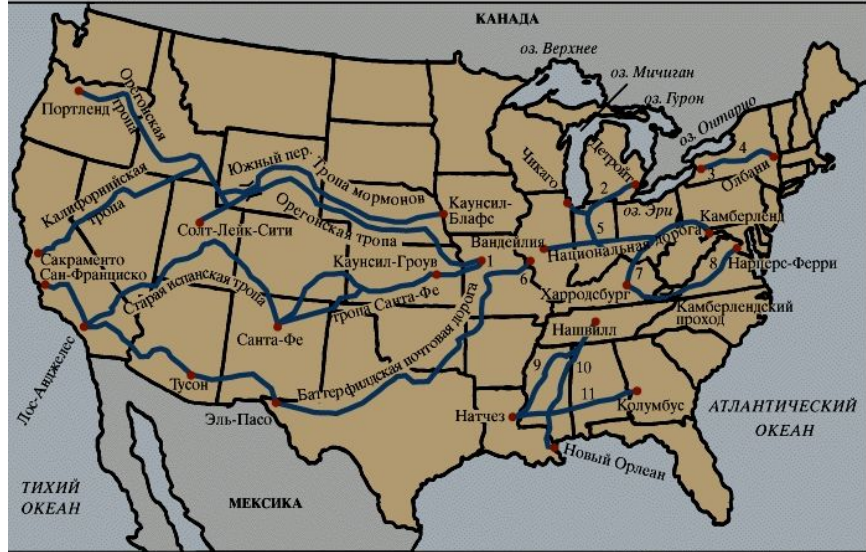 КАНАДА
оз. Верхнее
оз. Мичиган
оз. Гурон
оз. Онтарио
Портленд
Орегонская
тропа
Южный пер.
Тропа мормонов
Чикаго
Детройт
2
3
4
Олбани
Калифорнийская
тропа
Каунсил-
Блафс
оз. Эри
Камберленд
Солт-Лейк-Сити
Орегонская тропа
Вандейлия
5
Национальная дорога
Сакраменто
Сан-Франциско
Каунсил-Гроув
1
6
7
8
Нарперс-Ферри
Старая испанская тропа
тропа Санта-Фе
Харродсбург
Камберлендский
проход
Санта-Фе
Нашвилл
Лос-Анджелес
Баттерфилдская почтовая дорога
9
10
11
Тусон
Колумбус
Эль-Пасо
Натчез
АТЛАНТИЧЕСКИЙ
ОКЕАН
Новый Орлеан
ТИХИЙ
ОКЕАН
МЕКСИКА